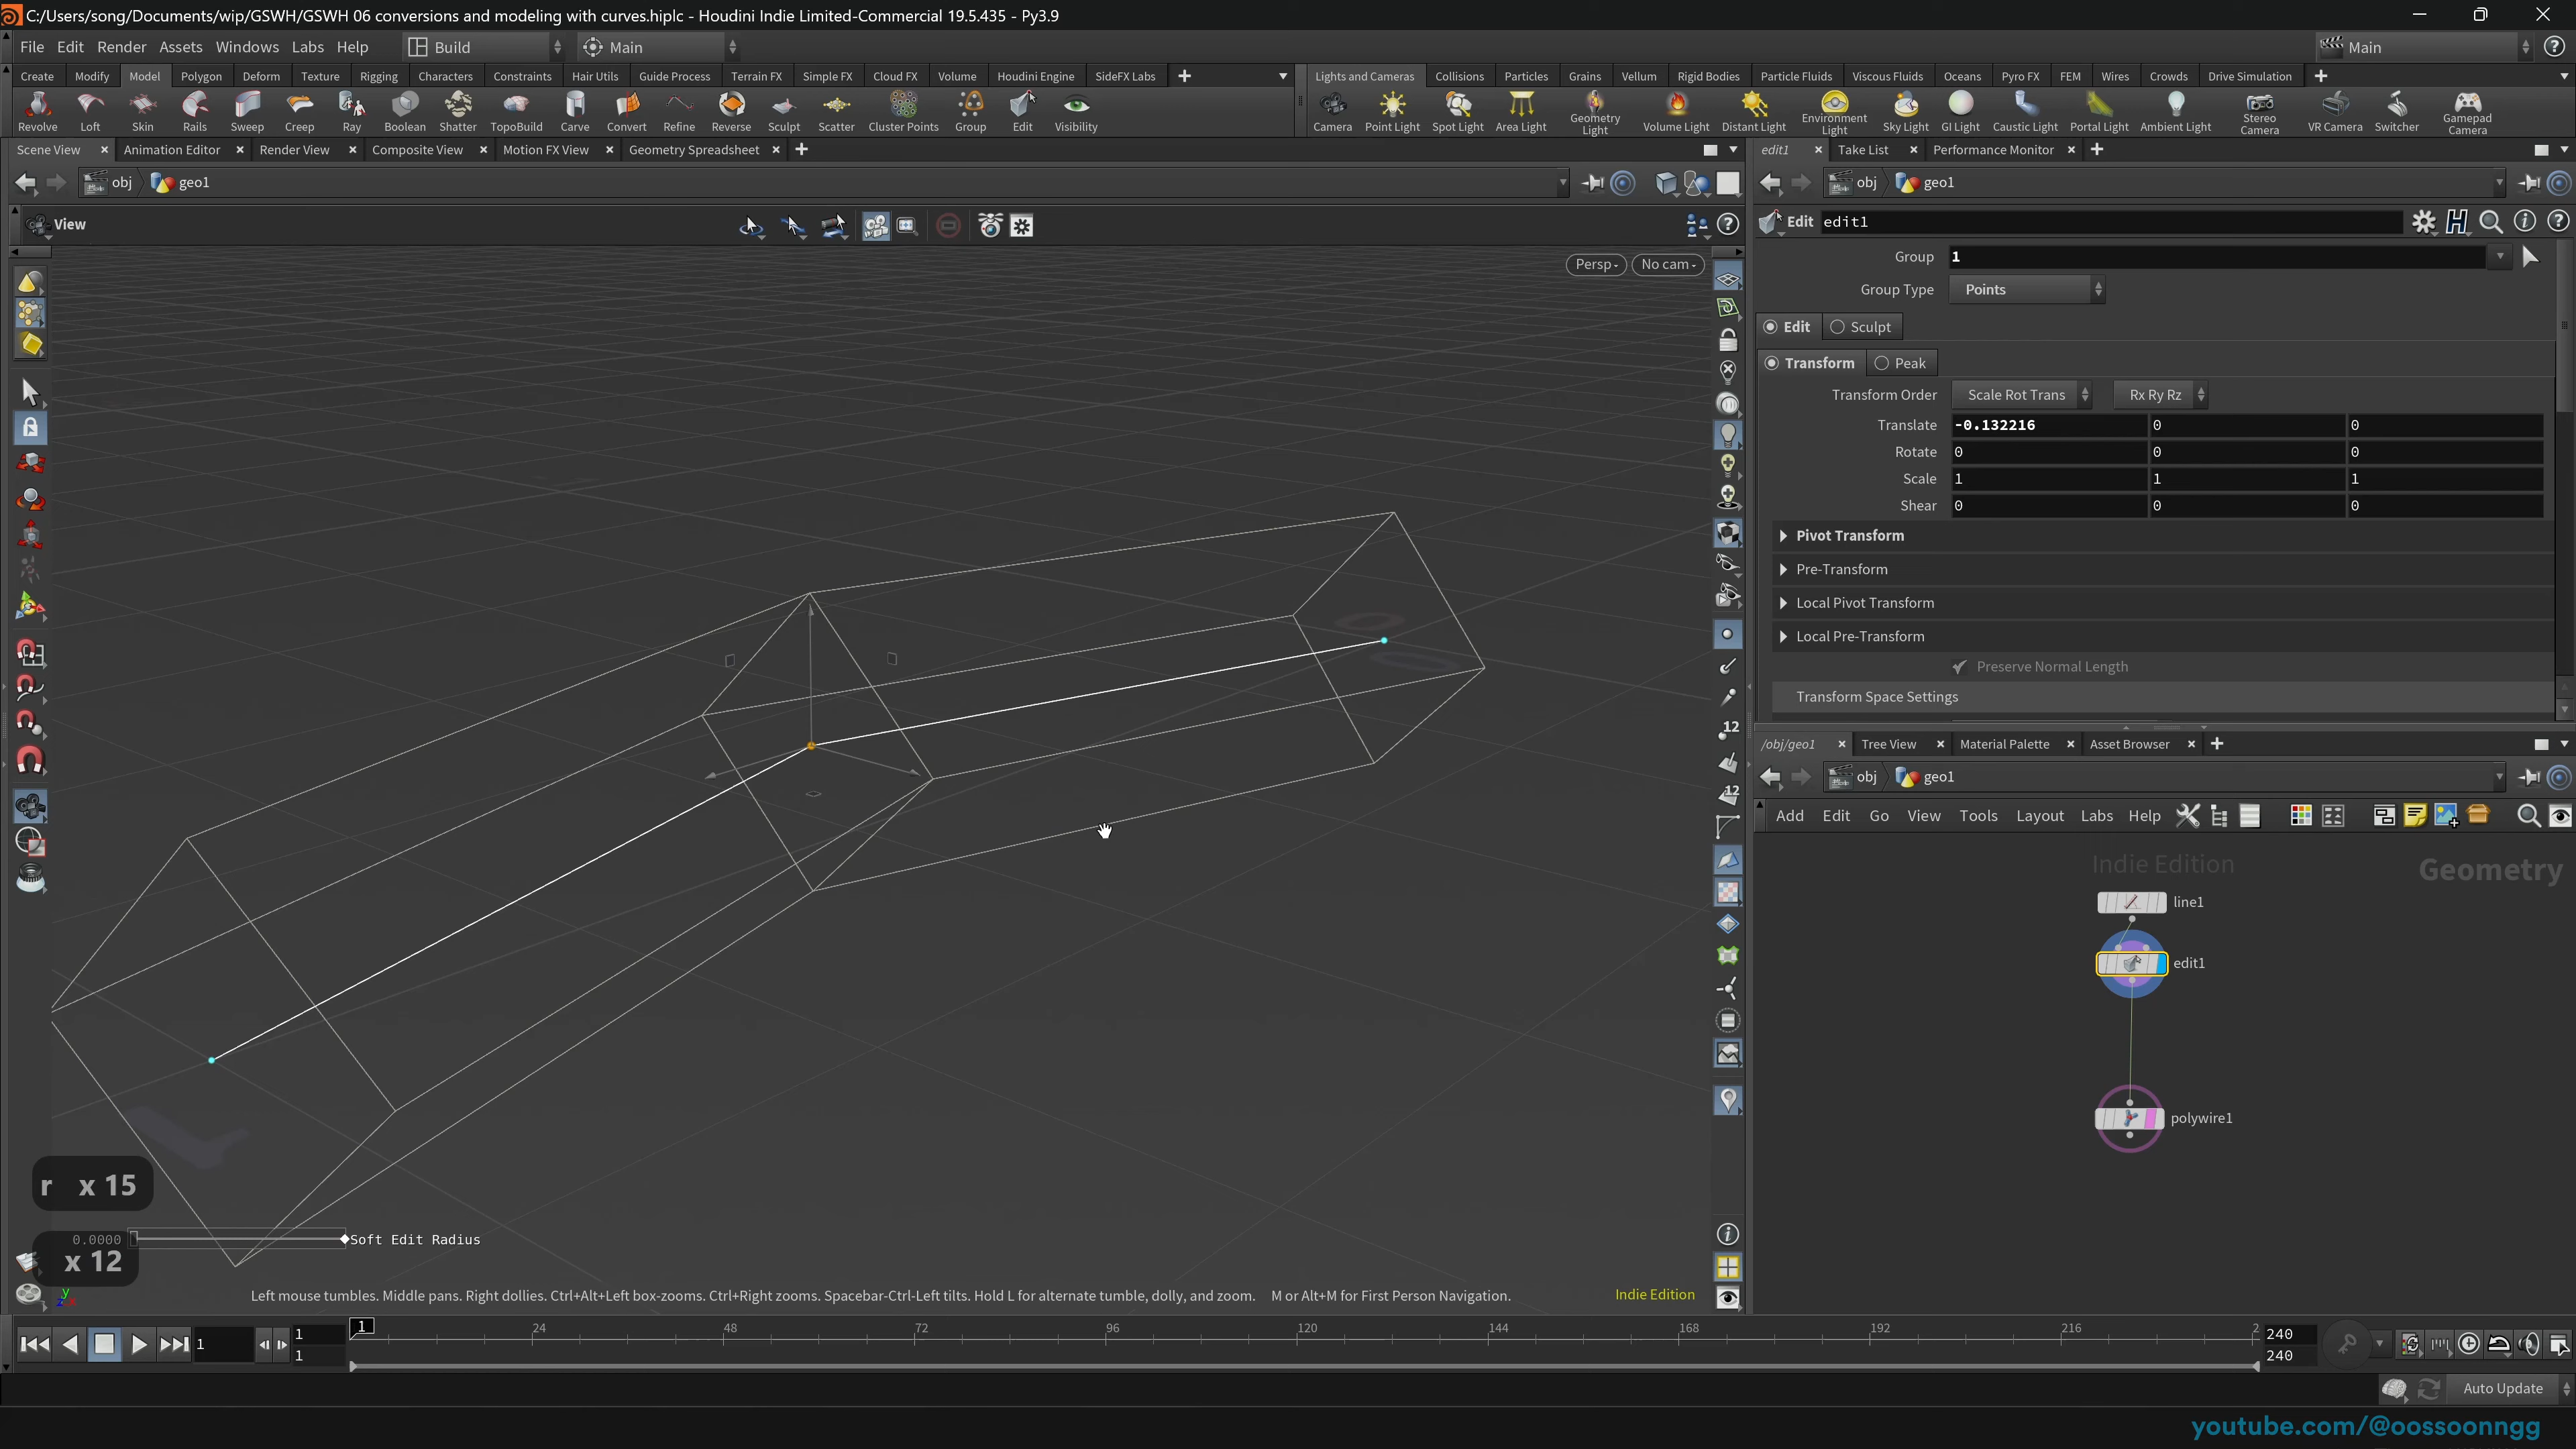 C:/Users/song/Documents/wip/GSWH/GSWH 06 conversions and modeling with curves.hiplc - Houdini Indie Limited-Commercial 19.5.435 - Py3.9
File Edit Render Assets Windows Labs Help Build Main Main
Create Modify Model Polygon Deform Texture Rigging Characters Constraints Hair Utils Guide Process Terrain FX Simple FX Cloud FX Volume Houdini Engine SideFX Labs
Lights and Cameras Collisions Particles Grains Vellum Rigid Bodies Particle Fluids Viscous Fluids Oceans Pyro FX FEM Wires Crowds Drive Simulation
Revolve Loft Skin Rails Sweep Creep Ray Boolean Shatter TopoBuild Carve Convert Refine Reverse Sculpt Scatter Cluster Points Group Edit Visibility
Camera Point Light Spot Light Area Light Geometry Light Volume Light Distant Light Environment Light Sky Light GI Light Caustic Light Portal Light Ambient Light Stereo Camera VR Camera Switcher Gamepad Camera
Scene View Animation Editor Render View Composite View Motion FX View Geometry Spreadsheet
edit1 Take List Performance Monitor
obj geo1
obj geo1
View
Edit edit1
Persp No cam
Group 1
Group Type Points
Edit Sculpt
Transform Peak
Transform Order Scale Rot Trans Rx Ry Rz
Translate -0.132216 0 0
Rotate 0 0 0
Scale 1 1 1
Shear 0 0 0
Pivot Transform
Pre-Transform
Local Pivot Transform
Local Pre-Transform
Preserve Normal Length
Transform Space Settings
12
12
/obj/geo1 Tree View Material Palette Asset Browser
obj geo1
Add Edit Go View Tools Layout Labs Help
Indie Edition
Geometry
line1
edit1
polywire1
r x 15
0.0000 Soft Edit Radius
x 12
y
z x
Left mouse tumbles. Middle pans. Right dollies. Ctrl+Alt+Left box-zooms. Ctrl+Right zooms. Spacebar-Ctrl-Left tilts. Hold L for alternate tumble, dolly, and zoom. M or Alt+M for First Person Navigation.
Indie Edition
1 1 1 24 48 72 96 120 144 168 192 216 2 240
1 240
Auto Update
youtube.com/@oossoonngg